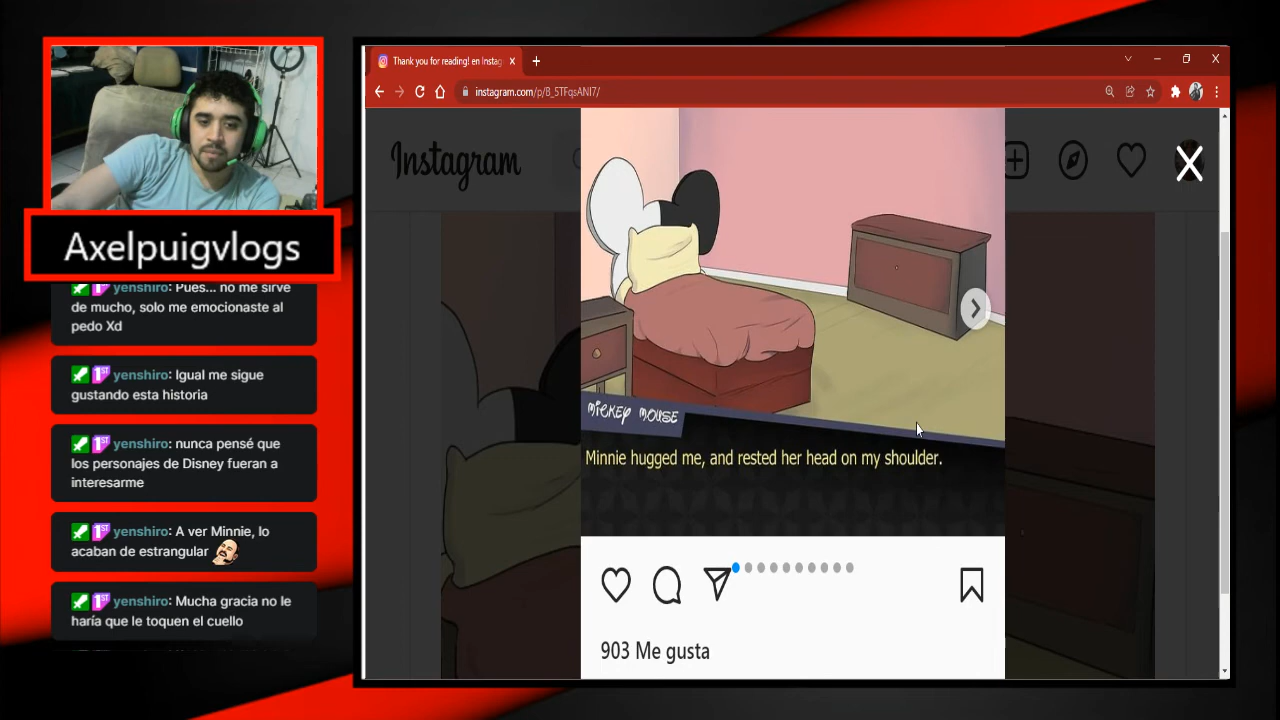 Thank you for reading! en Instag
instagram.com/p/B_5TFqsANI7/
Instagram
Axelpuigvlogs
yenshiro: Pues... no me sirve
de mucho, solo me emocionaste al
pedo Xd
yenshiro: Igual me sigue
gustando esta historia
yenshiro: nunca pensé que
los personajes de Disney fueran a
interesarme
yenshiro: A ver Minnie, lo
acaban de estrangular
yenshiro: Mucha gracia no le
haría que le toquen el cuello
MICKEY MOUSE
Minnie hugged me, and rested her head on my shoulder.
903 Me gusta